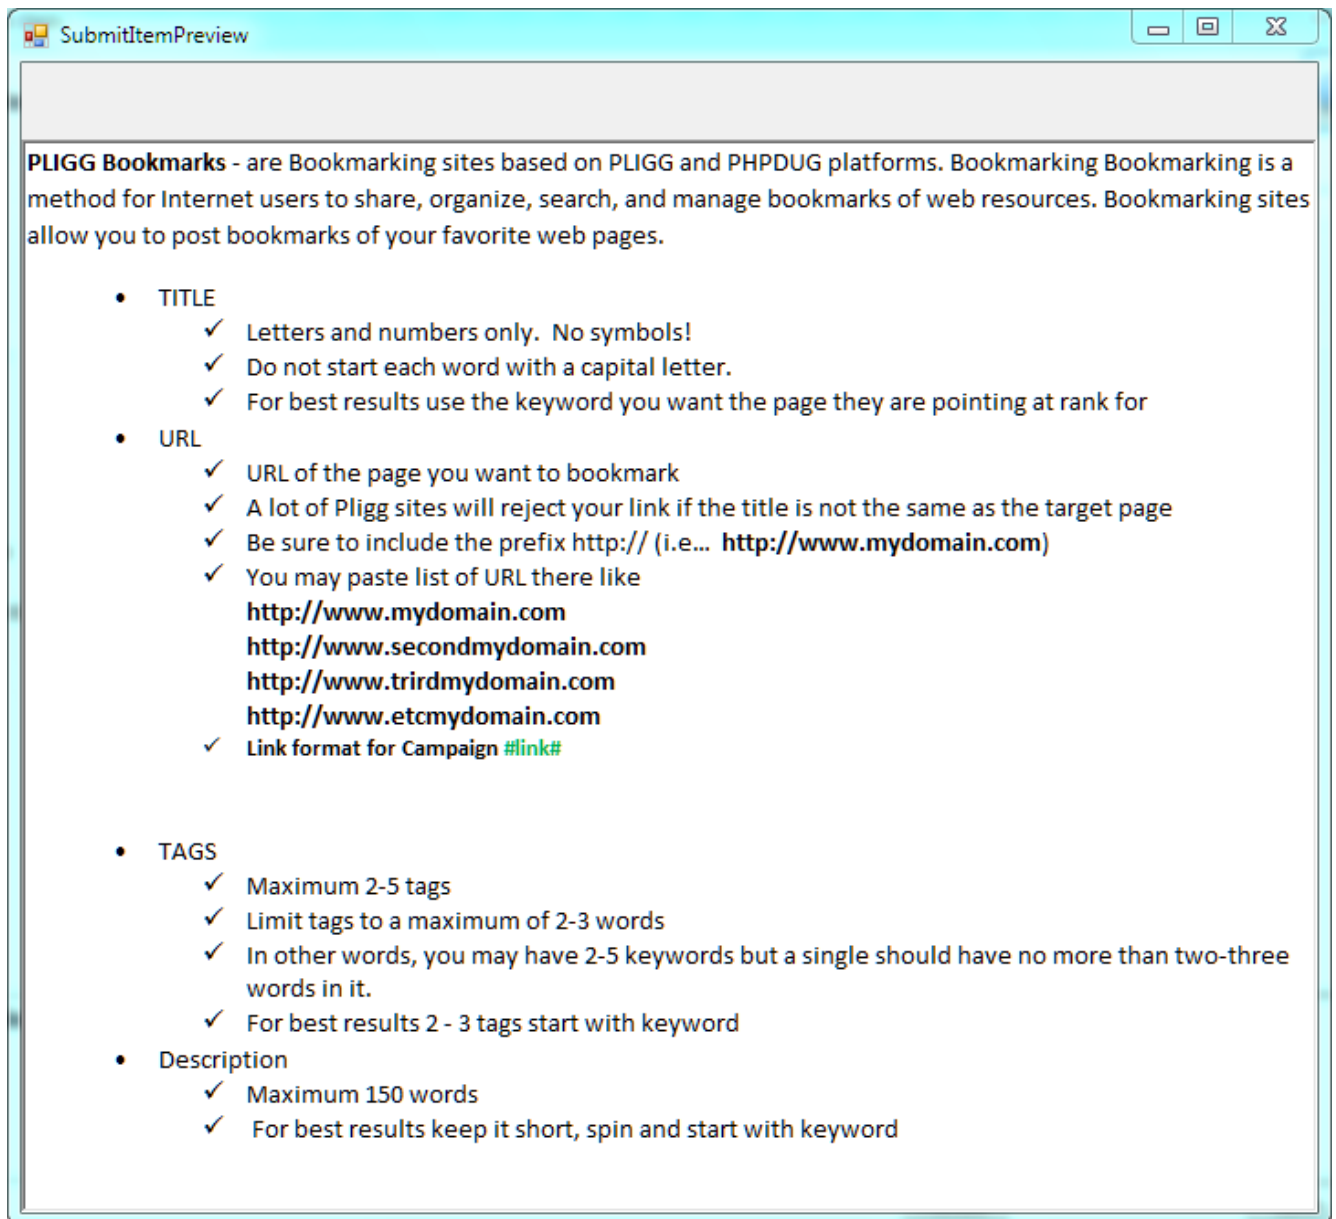 SubmitItemPreview
PLIGG Bookmarks - are Bookmarking sites based on PLIGG and PHPDUG platforms. Bookmarking Bookmarking is a
method for Internet users to share, organize, search, and manage bookmarks of web resources. Bookmarking sites
allow you to post bookmarks of your favorite web pages.
• TITLE
✓ Letters and numbers only.  No symbols!
✓ Do not start each word with a capital letter.
✓ For best results use the keyword you want the page they are pointing at rank for
• URL
✓ URL of the page you want to bookmark
✓ A lot of Pligg sites will reject your link if the title is not the same as the target page
✓ Be sure to include the prefix http:// (i.e... http://www.mydomain.com)
✓ You may paste list of URL there like
http://www.mydomain.com
http://www.secondmydomain.com
http://www.trirdmydomain.com
http://www.etcmydomain.com
✓ Link format for Campaign #link#
• TAGS
✓ Maximum 2-5 tags
✓ Limit tags to a maximum of 2-3 words
✓ In other words, you may have 2-5 keywords but a single should have no more than two-three
words in it.
✓ For best results 2 - 3 tags start with keyword
• Description
✓ Maximum 150 words
✓ For best results keep it short, spin and start with keyword